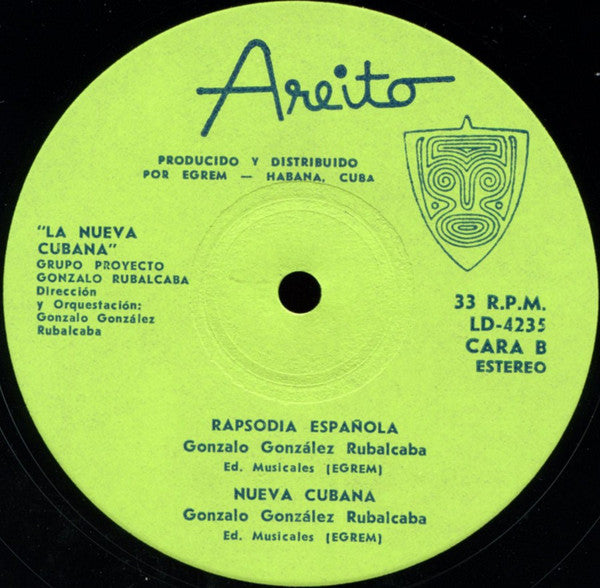 Areito
PRODUCIDO Y DISTRIBUIDO
POR EGREM — HABANA, CUBA
"LA NUEVA
CUBANA"
GRUPO PROYECTO
GONZALO RUBALCABA
Dirección
y Orquestación:
Gonzalo González
Rubalcaba
33 R.P.M.
LD-4235
CARA B
ESTEREO
RAPSODIA ESPAÑOLA
Gonzalo González Rubalcaba
Ed. Musicales (EGREM)
NUEVA CUBANA
Gonzalo González Rubalcaba
Ed. Musicales (EGREM)